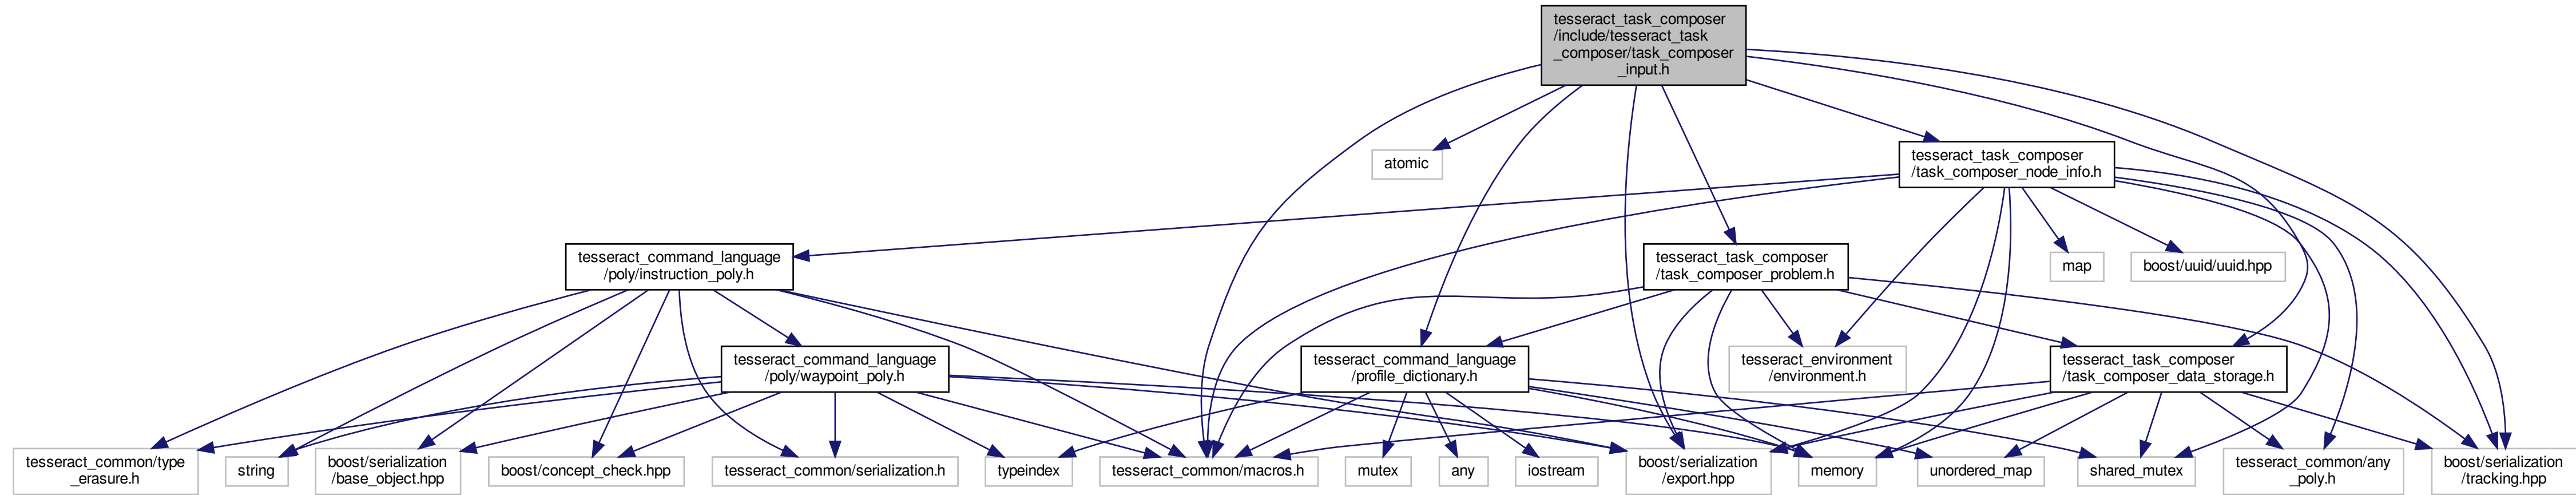 tesseract_task_composer
/include/tesseract_task
_composer/task_composer
_input.h
atomic
tesseract_task_composer
/task_composer_node_info.h
tesseract_command_language
/poly/instruction_poly.h
tesseract_task_composer
/task_composer_problem.h
map
boost/uuid/uuid.hpp
tesseract_command_language
/poly/waypoint_poly.h
tesseract_command_language
/profile_dictionary.h
tesseract_environment
/environment.h
tesseract_task_composer
/task_composer_data_storage.h
tesseract_common/type
_erasure.h
string
boost/serialization
/base_object.hpp
boost/concept_check.hpp
tesseract_common/serialization.h
typeindex
tesseract_common/macros.h
mutex
any
iostream
boost/serialization
/export.hpp
memory
unordered_map
shared_mutex
tesseract_common/any
_poly.h
boost/serialization
/tracking.hpp